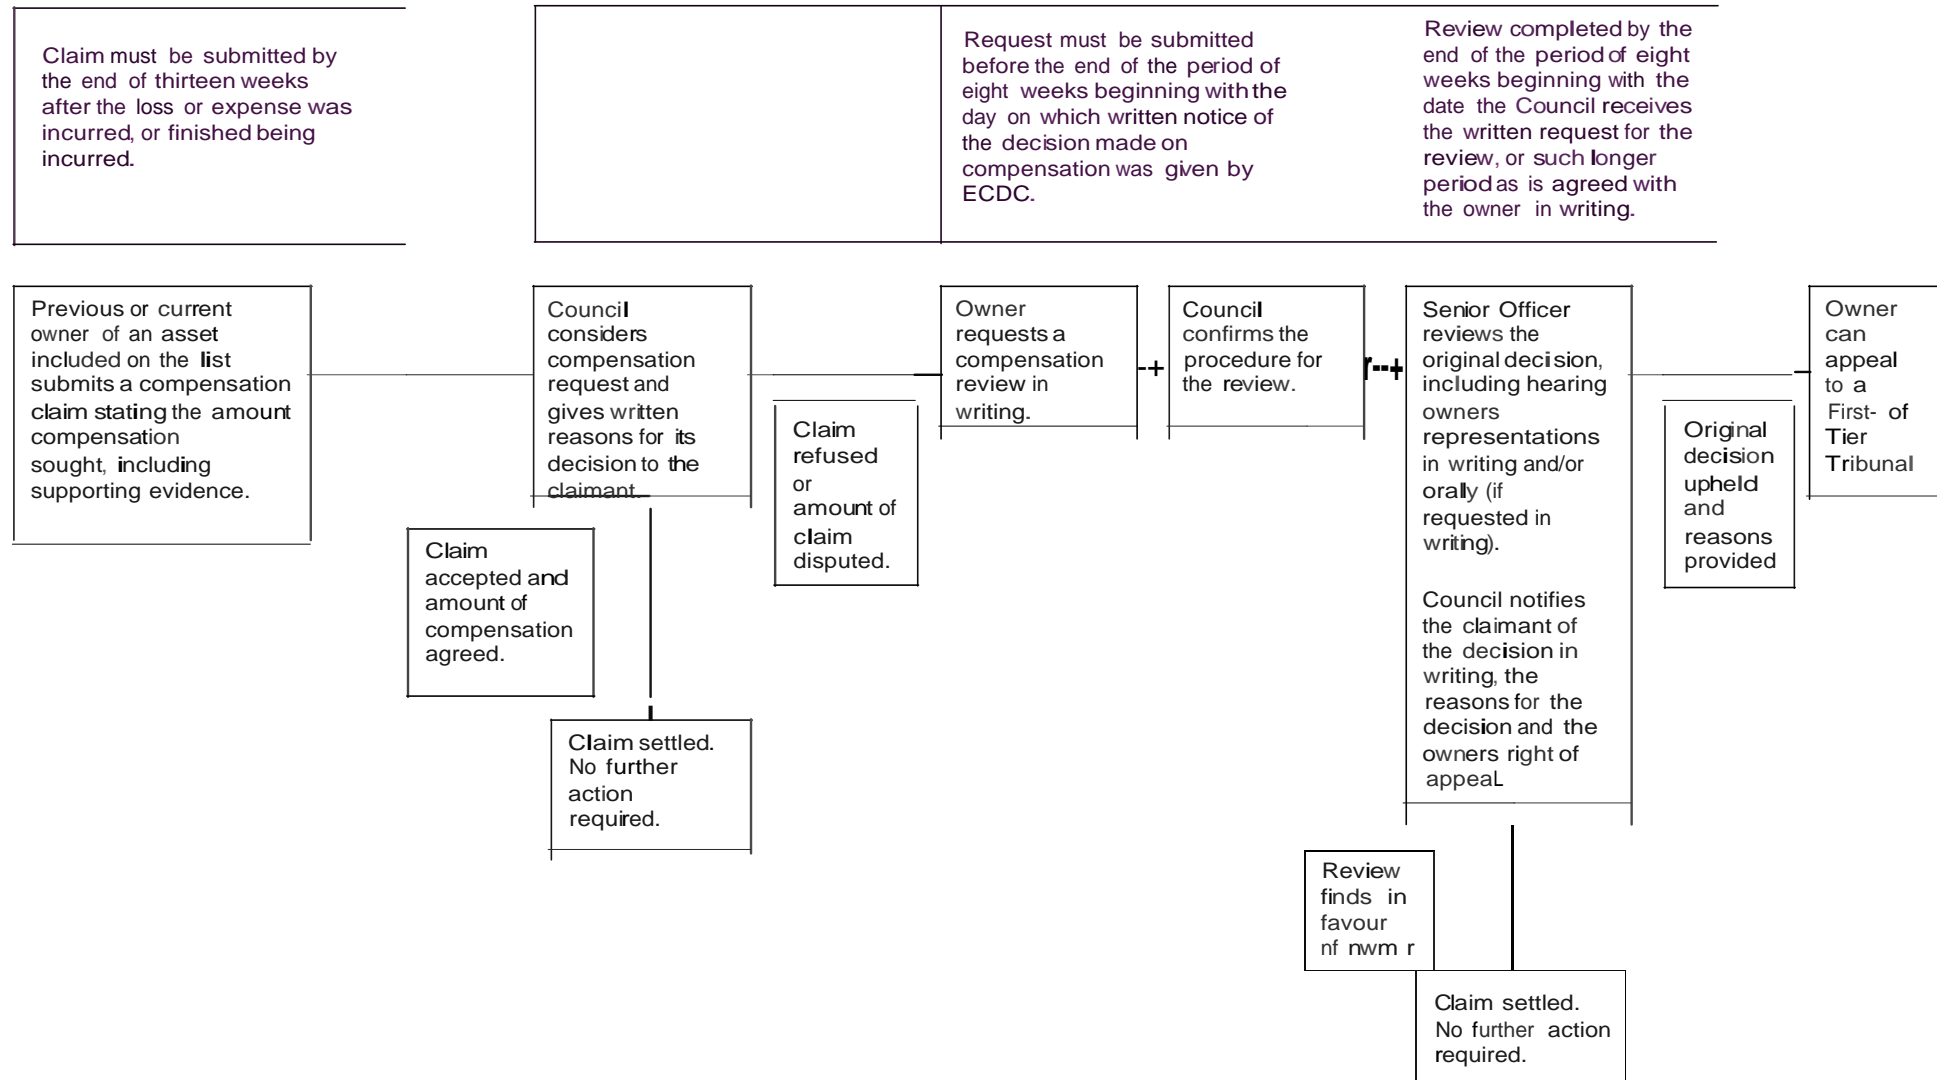 Claim must be submitted by
the end of thirteen weeks
after the loss or expense was
incurred, or finished being
incurred.
Request must be submitted
before the end of the period of
eight weeks beginning with the
day on which written notice of
the decision made on
compensation was given by
ECDC.
Review completed by the
end of the period of eight
weeks beginning with the
date the Council receives
the written request for the
review, or such longer
period as is agreed with
the owner in writing.
Previous or current
owner of an asset
included on the list
submits a compensation
claim stating the amount
compensation
sought, including
supporting evidence.
Council
considers
compensation
request and
gives written
reasons for its
decision to the
claimant.
Claim
accepted and
amount of
compensation
agreed.
Claim settled.
No further
action
required.
Claim
refused
or
amount of
claim
disputed.
Owner
requests a
compensation
review in
writing.
--+
Council
confirms the
procedure for
the review.
r--+
Senior Officer
reviews the
original decision,
including hearing
owners
representations
in writing and/or
orally (if
requested in
writing).
Council notifies
the claimant of
the decision in
writing, the
reasons for the
decision and the
owners right of
appeaL
Review
finds in
favour
nf nwm r
Claim settled.
No further action
required.
Original
decision
upheld
and
reasons
provided
Owner
can
appeal
to a
First- of
Tier
Tribunal